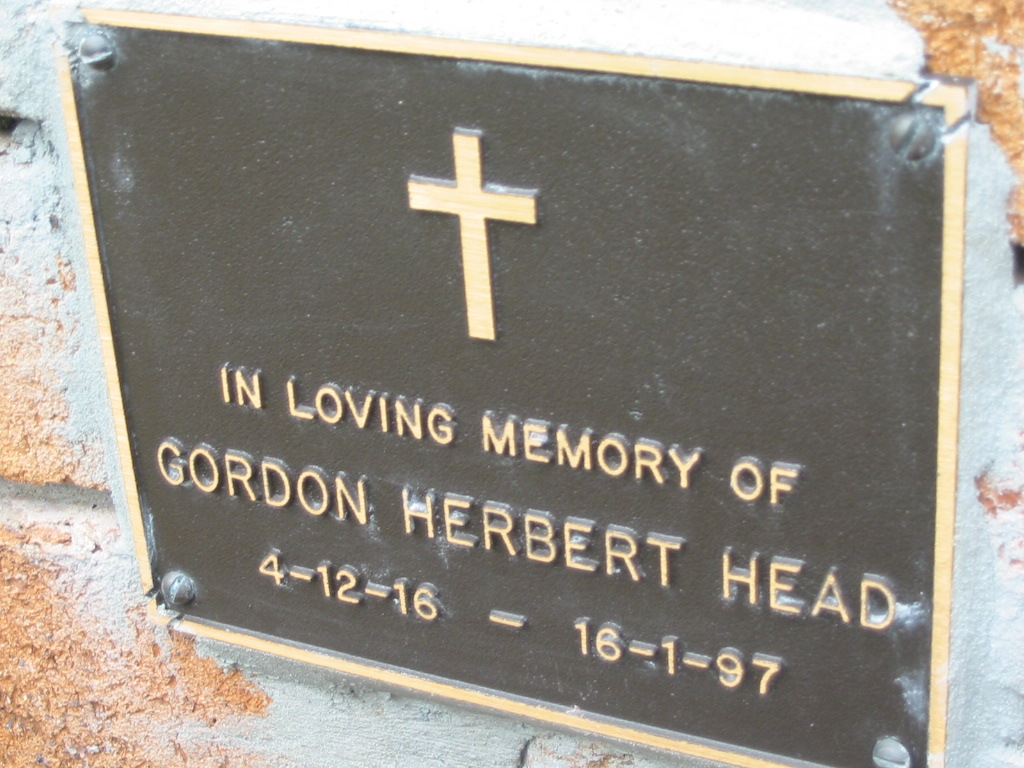 IN LOVING MEMORY OF
GORDON HERBERT HEAD
4-12-16 – 16-1-97